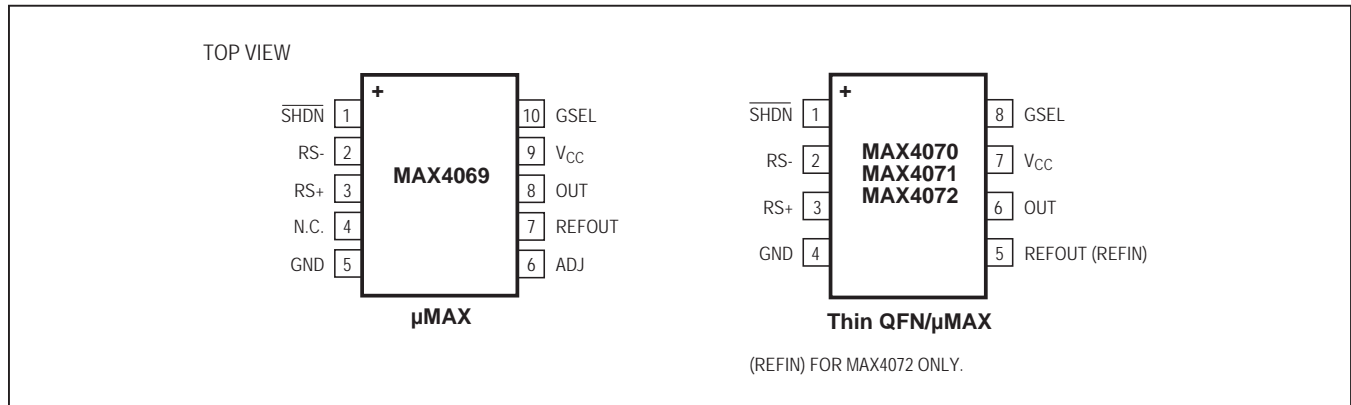 TOP VIEW
+
SHDN 1
RS- 2
RS+ 3
N.C. 4
GND 5
MAX4069
10 GSEL
9 VCC
8 OUT
7 REFOUT
6 ADJ
µMAX
+
SHDN 1
RS- 2
RS+ 3
GND 4
MAX4070
MAX4071
MAX4072
8 GSEL
7 VCC
6 OUT
5 REFOUT (REFIN)
Thin QFN/µMAX
(REFIN) FOR MAX4072 ONLY.